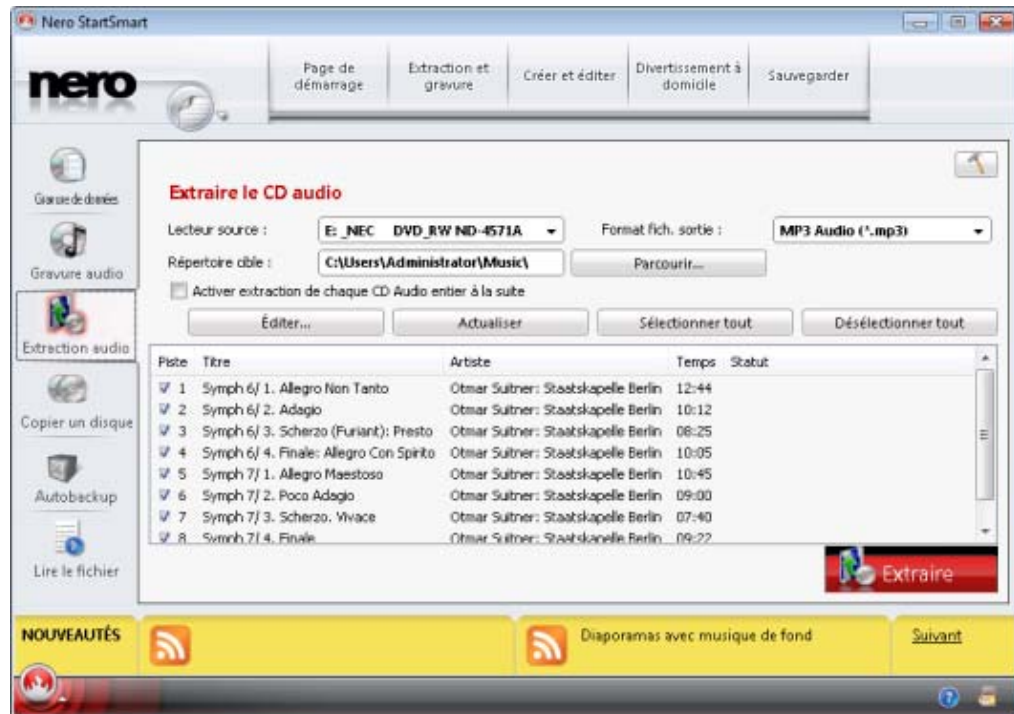 Nero StartSmart
nero
Page de démarrage
Extraction et gravure
Créer et éditer
Divertissement à domicile
Sauvegarder
Gravure de données
Gravure audio
Extraction audio
Copier un disque
Autobackup
Lire le fichier
Extraire le CD audio
Lecteur source : E: _NEC DVD_RW ND-4571A Format fich. sortie : MP3 Audio (*.mp3)
Répertoire cible : C:\Users\Administrator\Music\ Parcourir...
Activer extraction de chaque CD Audio entier à la suite
Éditer... Actualiser Sélectionner tout Désélectionner tout
Piste Titre Artiste Temps Statut
1 Symph 6/ 1. Allegro Non Tanto Otmar Suitner: Staatskapelle Berlin 12:44
2 Symph 6/ 2. Adagio Otmar Suitner: Staatskapelle Berlin 10:12
3 Symph 6/ 3. Scherzo (Furiant): Presto Otmar Suitner: Staatskapelle Berlin 08:25
4 Symph 6/ 4. Finale: Allegro Con Spirito Otmar Suitner: Staatskapelle Berlin 10:05
5 Symph 7/ 1. Allegro Maestoso Otmar Suitner: Staatskapelle Berlin 10:45
6 Symph 7/ 2. Poco Adagio Otmar Suitner: Staatskapelle Berlin 09:00
7 Symph 7/ 3. Scherzo. Vivace Otmar Suitner: Staatskapelle Berlin 07:40
8 Symph 7/ 4. Finale Otmar Suitner: Staatskapelle Berlin 09:22
Extraire
NOUVEAUTÉS
Diaporamas avec musique de fond
Suivant